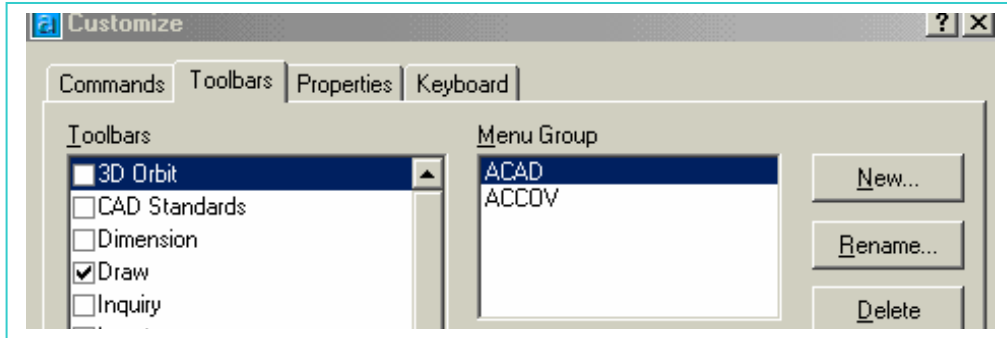 Customize
Commands Toolbars Properties Keyboard
Toolbars
3D Orbit
CAD Standards
Dimension
Draw
Inquiry
Menu Group
ACAD
ACCOV
New...
Rename...
Delete